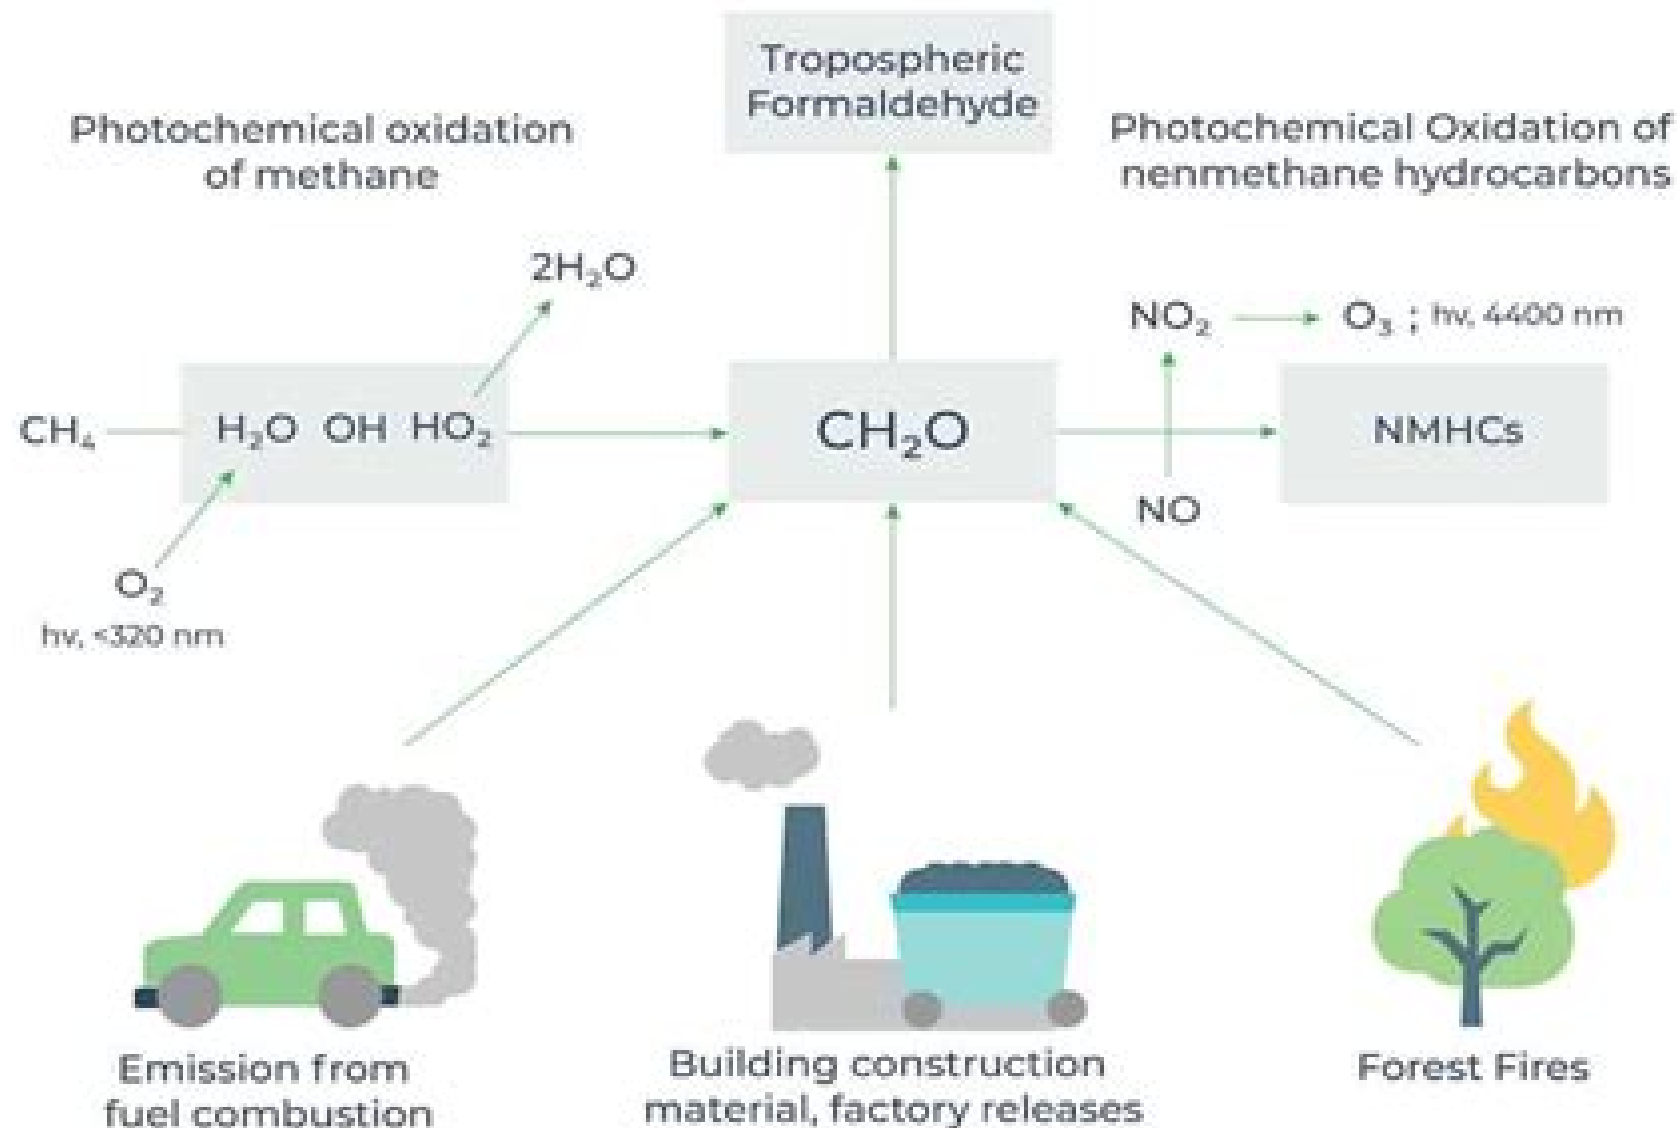 Tropospheric
Formaldehyde
Photochemical oxidation
of methane
Photochemical Oxidation of
nenmethane hydrocarbons
2H₂O
NO₂
O₃ ; hv, 4400 nm
CH₄
H₂O OH HO₂
CH₂O
NMHCs
NO
O₂
hv, <320 nm
Emission from
fuel combustion
Building construction
material, factory releases
Forest Fires